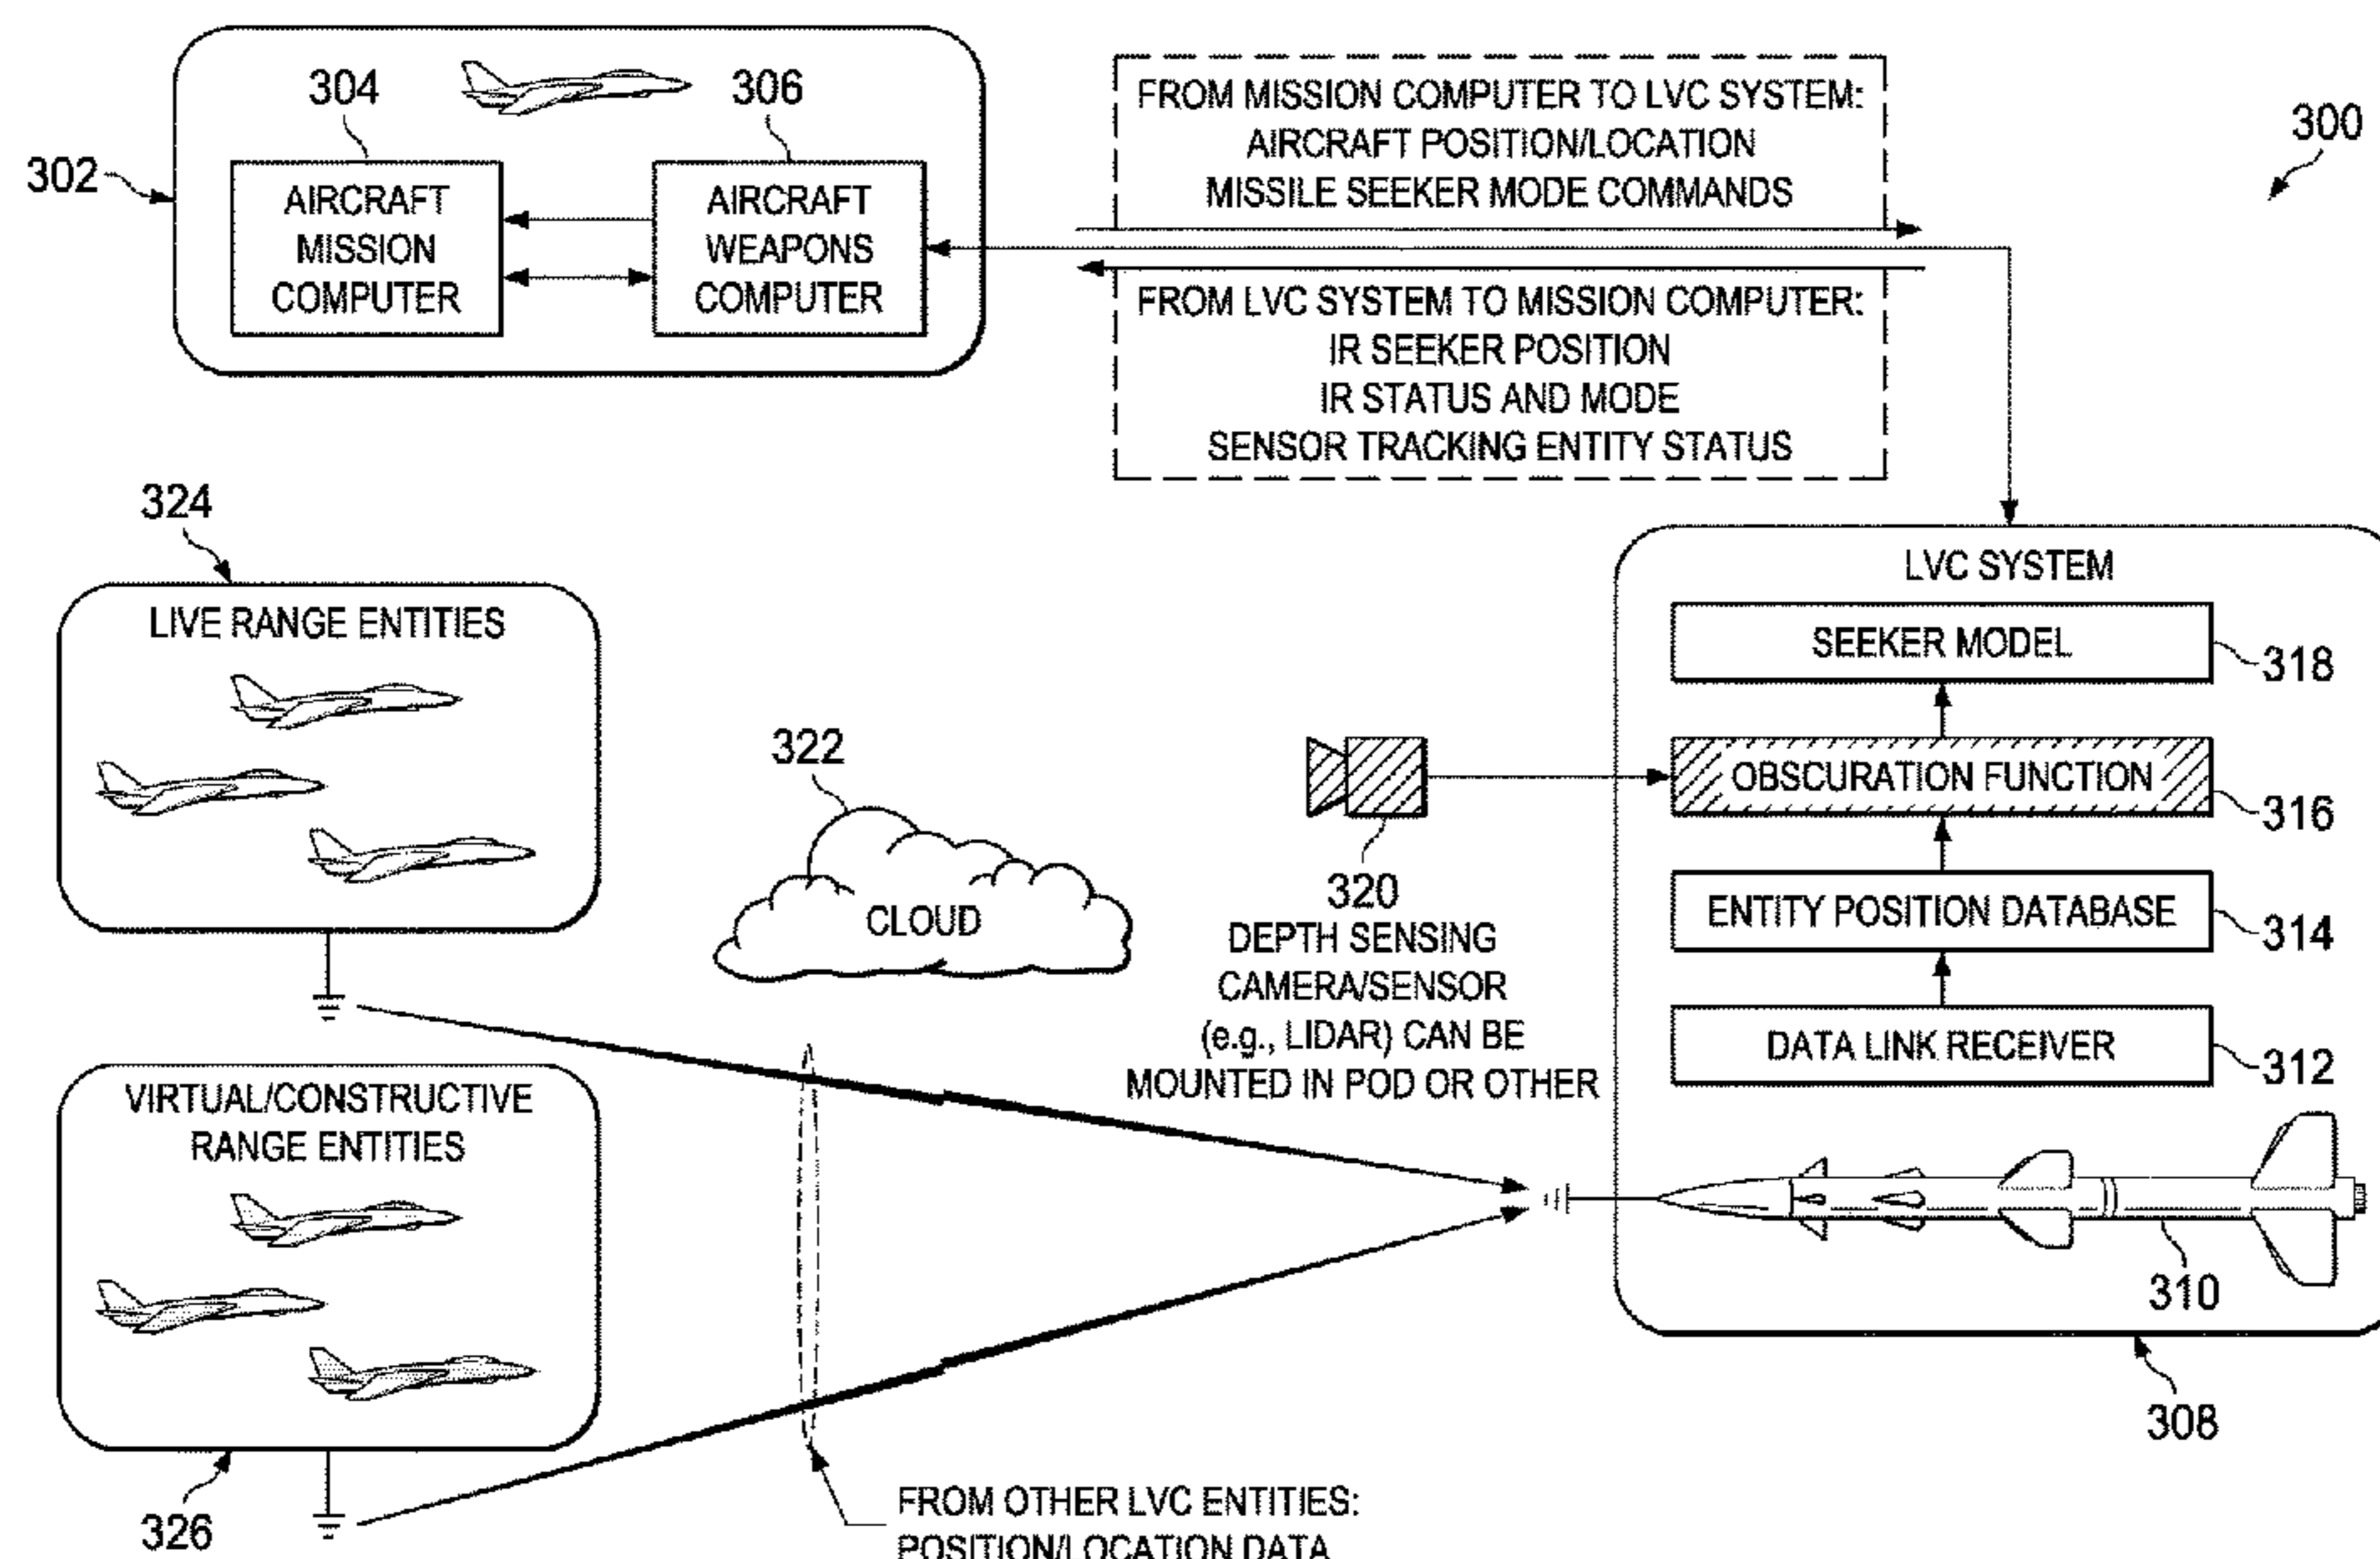 304
306
302
AIRCRAFT
MISSION
COMPUTER
AIRCRAFT
WEAPONS
COMPUTER
FROM MISSION COMPUTER TO LVC SYSTEM:
AIRCRAFT POSITION/LOCATION
MISSILE SEEKER MODE COMMANDS
300
FROM LVC SYSTEM TO MISSION COMPUTER:
IR SEEKER POSITION
IR STATUS AND MODE
SENSOR TRACKING ENTITY STATUS
324
LIVE RANGE ENTITIES
322
CLOUD
320
DEPTH SENSING
CAMERA/SENSOR
(e.g., LIDAR) CAN BE
MOUNTED IN POD OR OTHER
LVC SYSTEM
SEEKER MODEL
318
OBSCURATION FUNCTION
316
ENTITY POSITION DATABASE
314
DATA LINK RECEIVER
312
310
308
VIRTUAL/CONSTRUCTIVE
RANGE ENTITIES
326
FROM OTHER LVC ENTITIES:
POSITION/LOCATION DATA